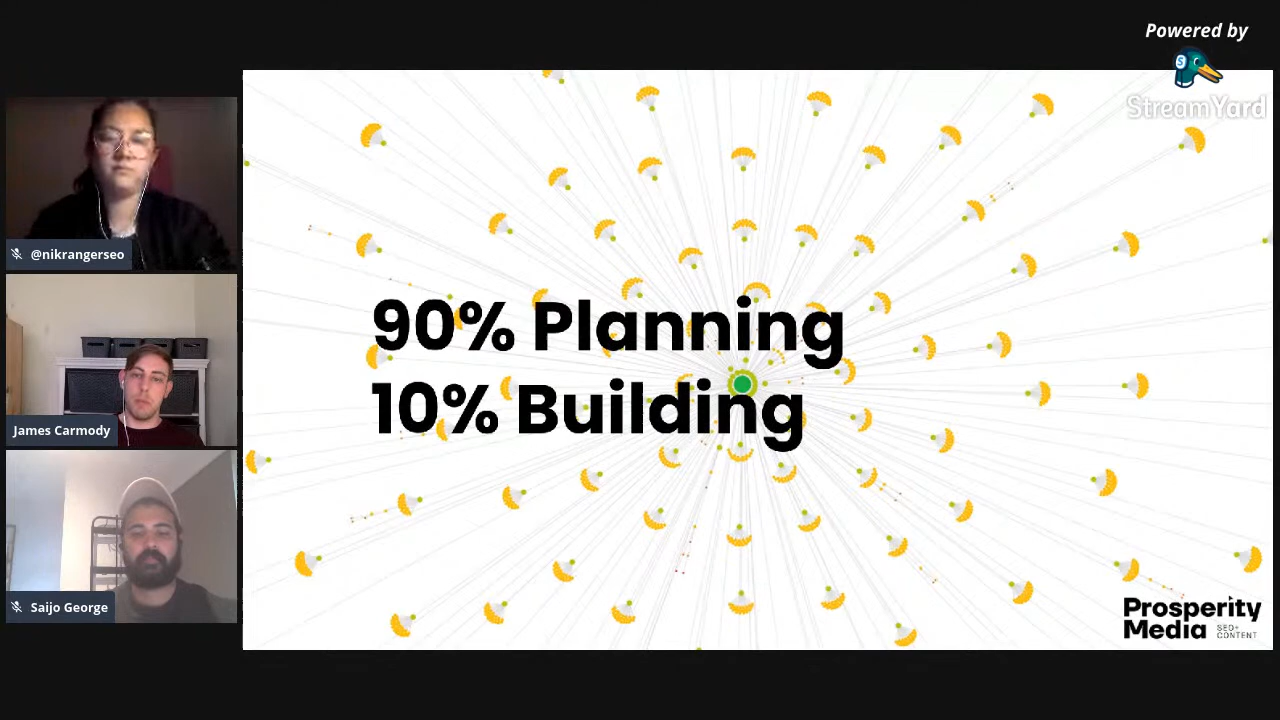 Powered by
StreamYard
@nikrangerseo
James Carmody
Saijo George
90% Planning
10% Building
Prosperity
Media SEO+
CONTENT